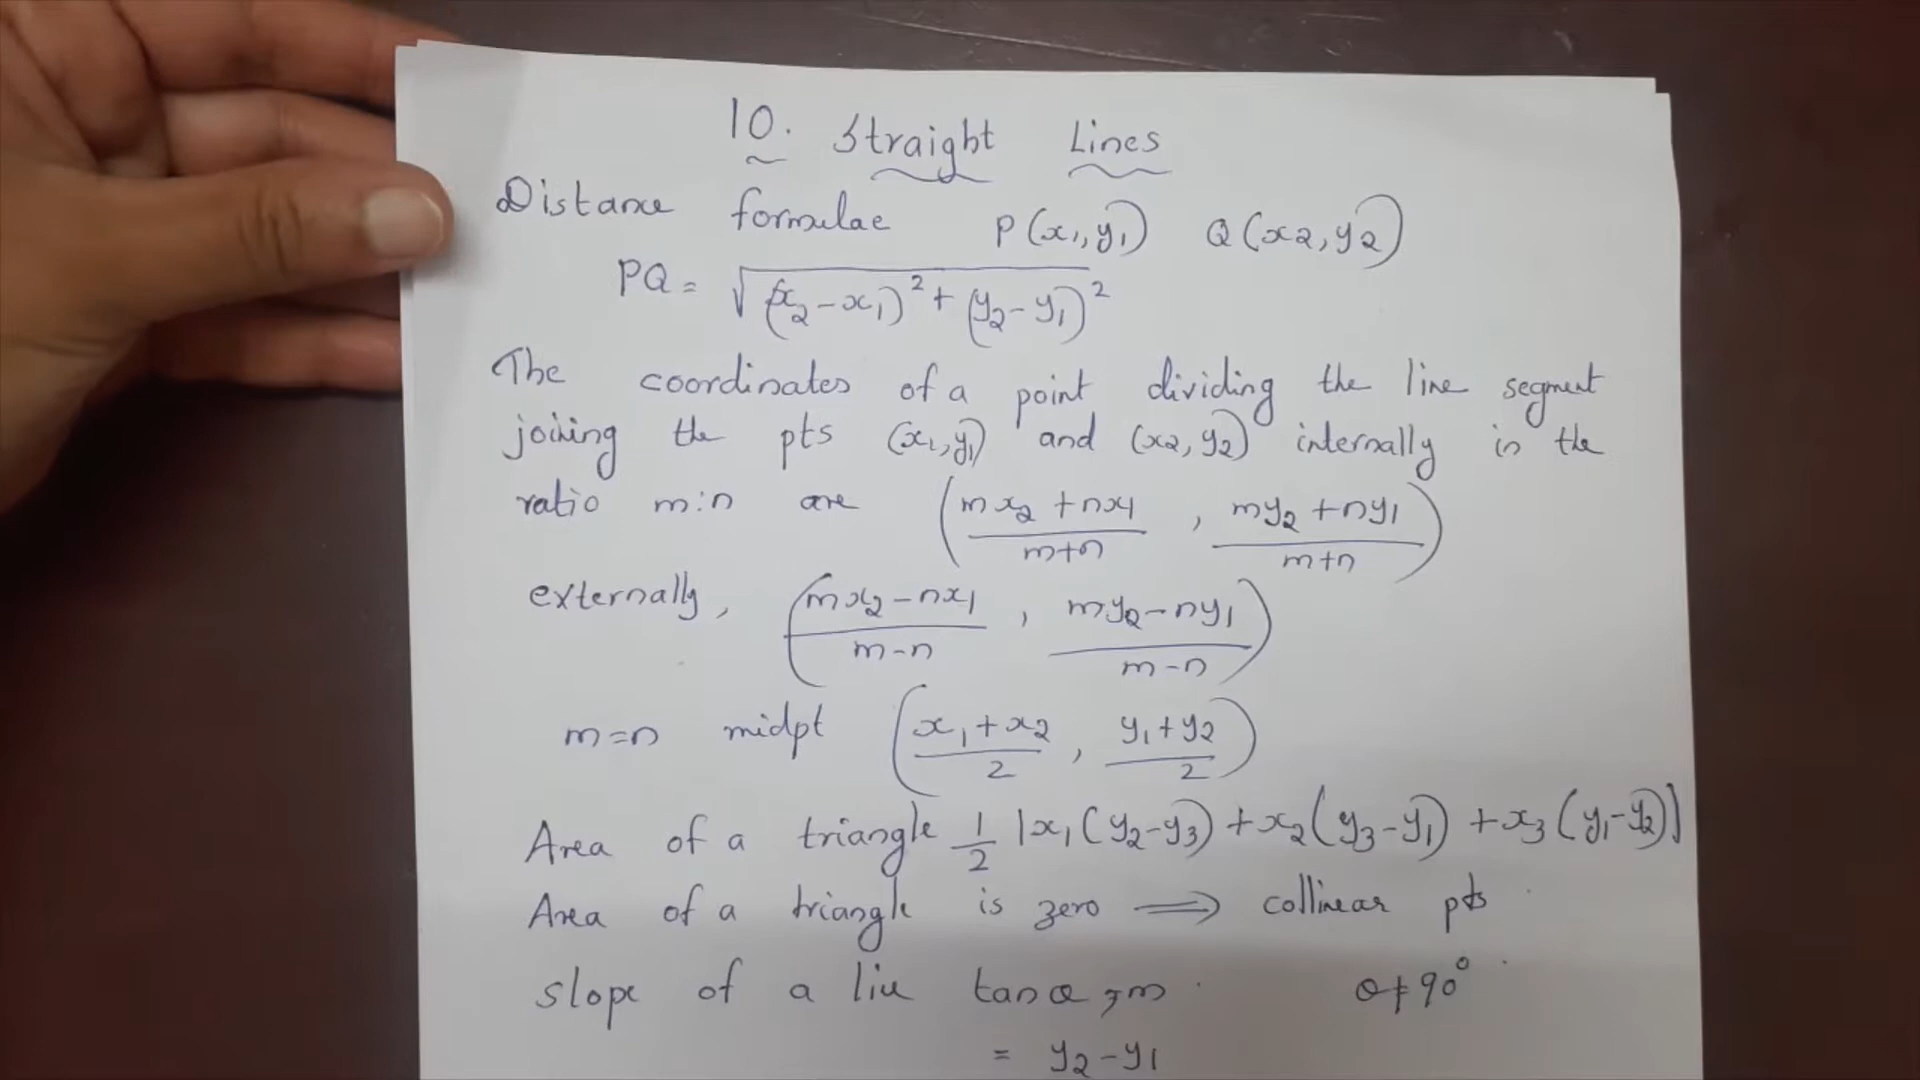 10. Straight Lines
Distance formulae P(x₁,y₁) Q(x2,y2)
PQ = √(x₂-x₁)²+(y₂-y₁)²
The coordinates of a point dividing the line segment
joining the pts (x₁,y₁) and (x2,y2) internally in the
ratio m:n are (mx₂+nx₁/m+n , my₂+ny₁/m+n)
externally, (mx₂-nx₁/m-n , my₂-ny₁/m-n)
m=n midpt (x₁+x2/2 , y₁+y2/2)
Area of a triangle 1/2 |x₁(y₂-y₃)+x₂(y₃-y₁)+x₃(y₁-y₂)|
Area of a triangle is zero ⟹ collinear pts
slope of a line tanθ = m. θ≠90°
= y₂-y₁